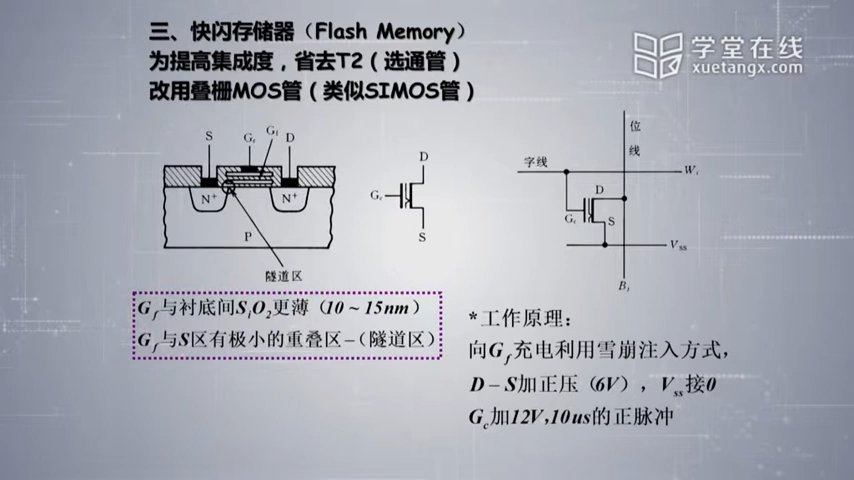 三、快闪存储器（Flash Memory）
为提高集成度，省去T2（选通管）
改用叠栅MOS管（类似SIMOS管）
学堂在线
xuetangx.com
S
Gc
Gf
D
N+
N+
P
隧道区
D
Gc
S
位线
字线
Wi
D
Gc
S
Vss
Bj
Gf与衬底间SiO2更薄（10～15nm）
Gf与S区有极小的重叠区–（隧道区）
*工作原理：
向Gf充电利用雪崩注入方式，
D–S加正压（6V），Vss接0
Gc加12V,10us的正脉冲